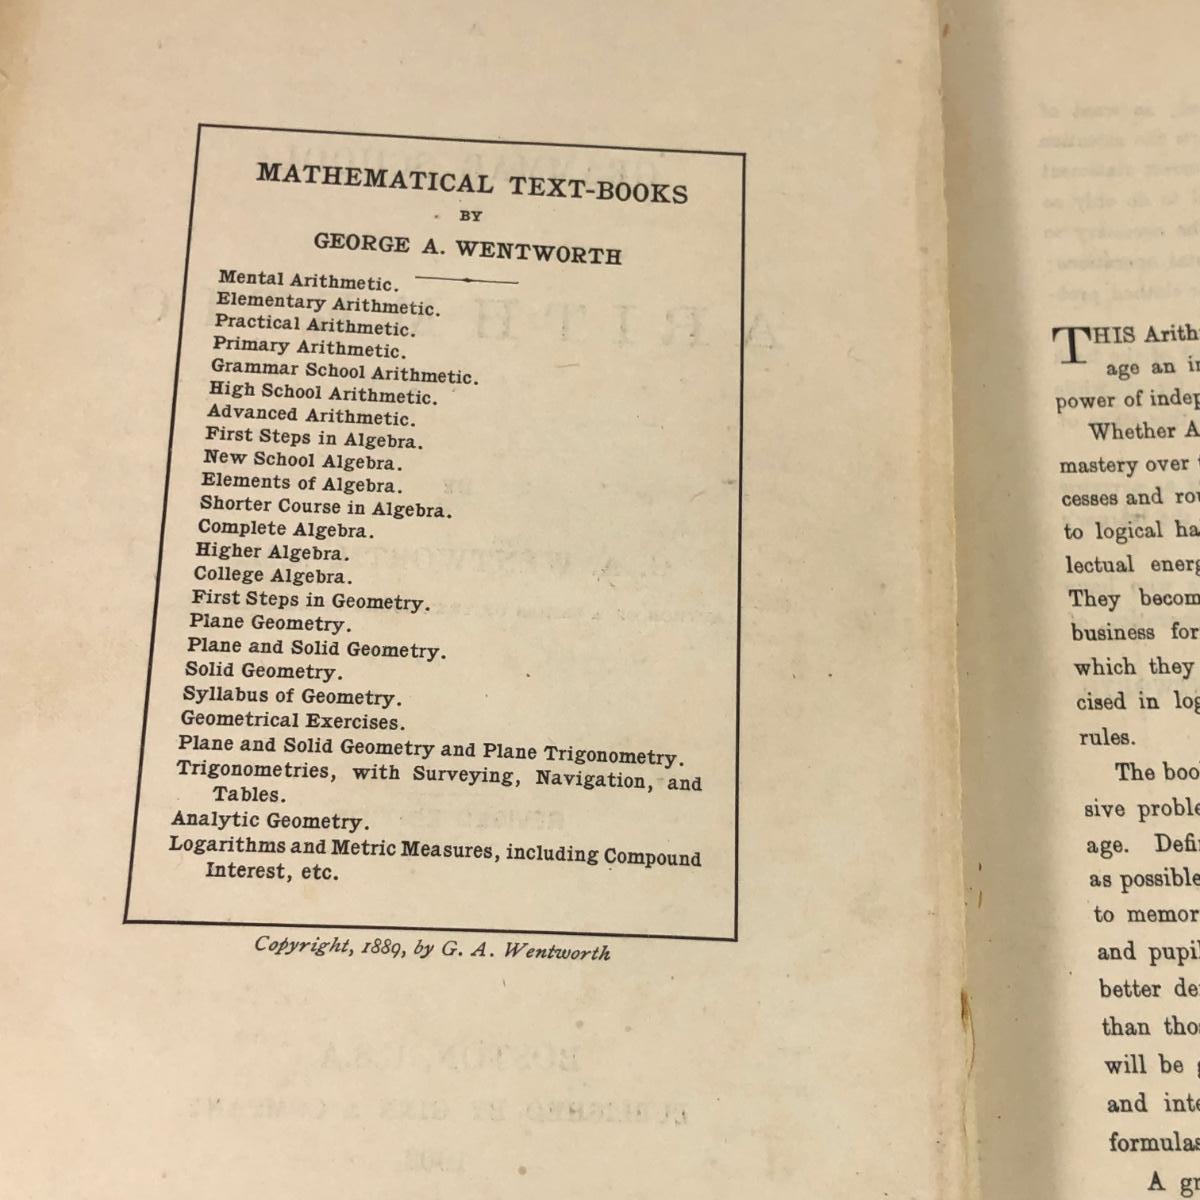 MATHEMATICAL TEXT-BOOKS
BY
GEORGE A. WENTWORTH
Mental Arithmetic.
Elementary Arithmetic.
Practical Arithmetic.
Primary Arithmetic.
Grammar School Arithmetic.
High School Arithmetic.
Advanced Arithmetic.
First Steps in Algebra.
New School Algebra.
Elements of Algebra.
Shorter Course in Algebra.
Complete Algebra.
Higher Algebra.
College Algebra.
First Steps in Geometry.
Plane Geometry.
Plane and Solid Geometry.
Solid Geometry.
Syllabus of Geometry.
Geometrical Exercises.
Plane and Solid Geometry and Plane Trigonometry.
Trigonometries, with Surveying, Navigation, and
Tables.
Analytic Geometry.
Logarithms and Metric Measures, including Compound
Interest, etc.
Copyright, 1889, by G. A. Wentworth
THIS Arith
age an
power of indep
Whether A
mastery over
cesses and rou
to logical ha
lectual energ
They becom
business for
which they
cised in log
rules.
The boo
sive proble
age. Defi
as possible
to memor
and pupil
better de
than tho
will be
and inte
formulas
A gr